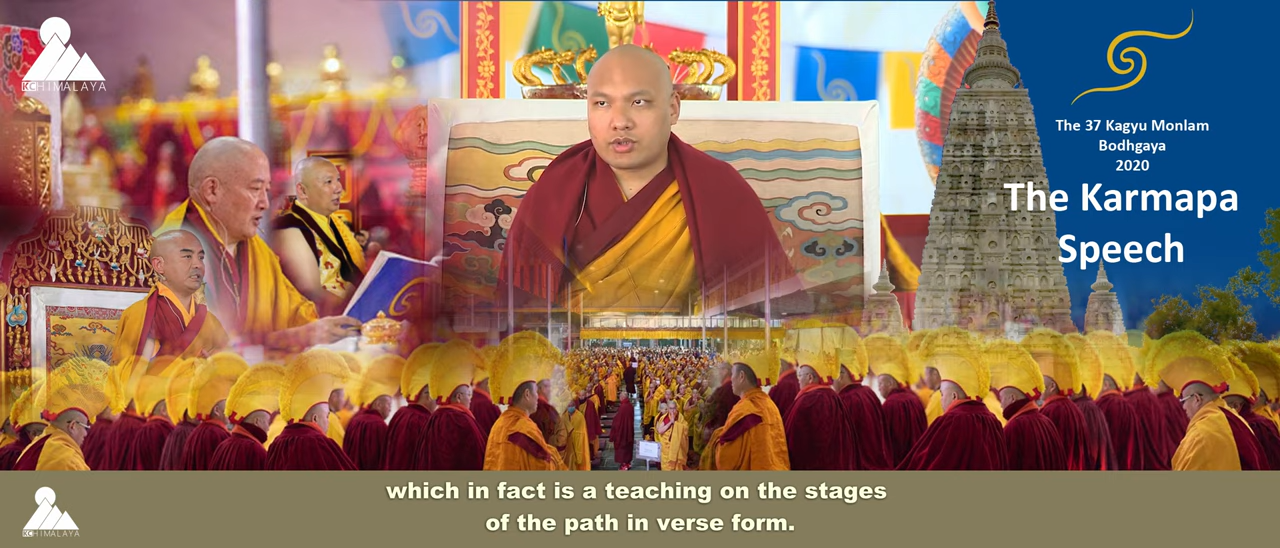 KCHIMALAYA
The 37 Kagyu Monlam
Bodhgaya
2020
The Karmapa
Speech
which in fact is a teaching on the stages
of the path in verse form.
KCHIMALAYA